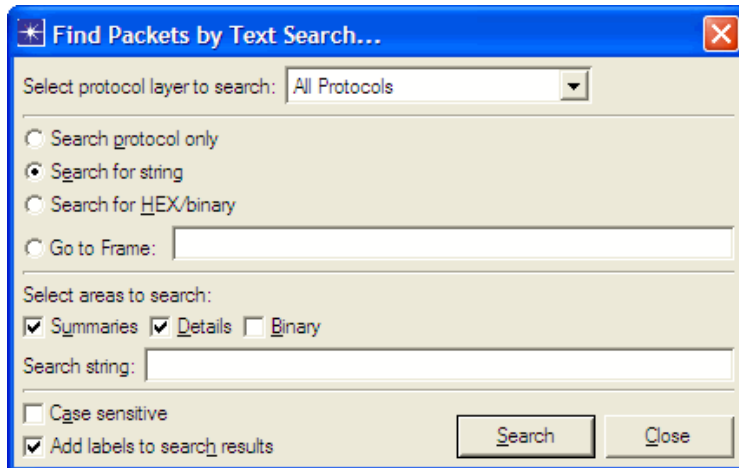 Find Packets by Text Search...
Select protocol layer to search: All Protocols
Search protocol only
Search for string
Search for HEX/binary
Go to Frame:
Select areas to search:
Summaries Details Binary
Search string:
Case sensitive
Add labels to search results
Search Close